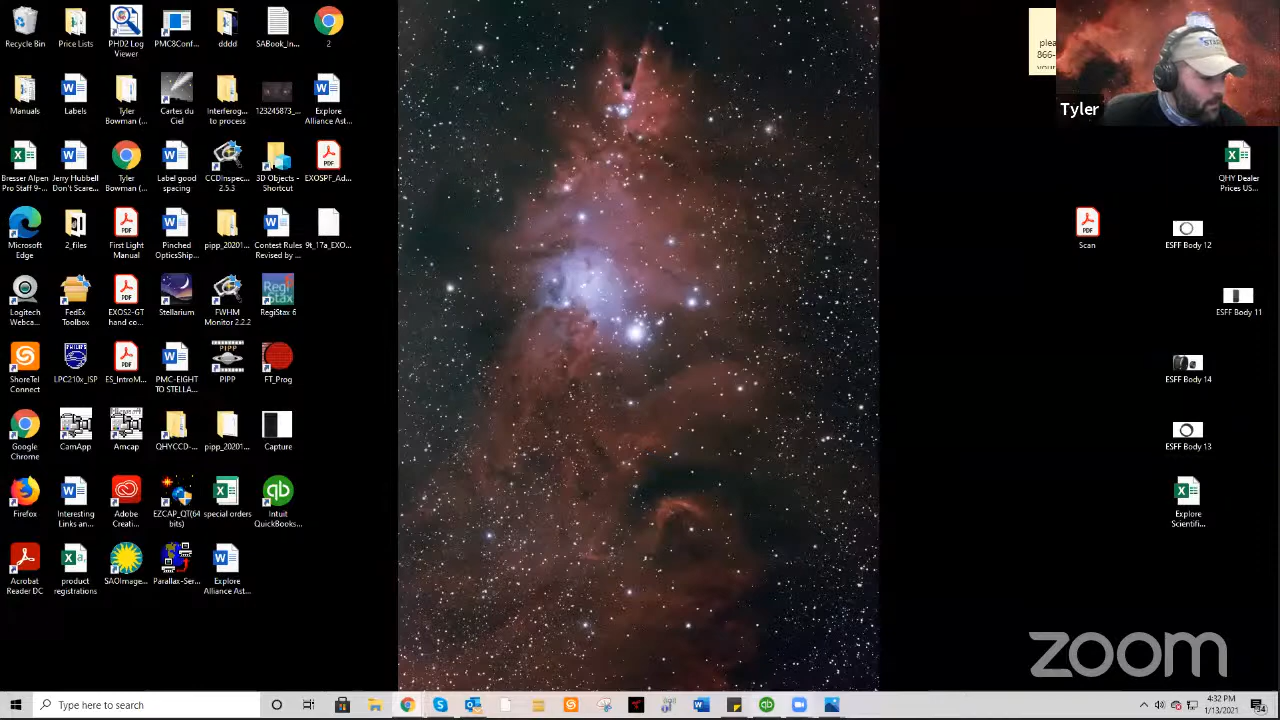 Recycle Bin
Price Lists
PHD2 Log
Viewer
PMC8Conf...
dddd
SABook_In...
2
Manuals
Labels
Tyler
Bowman (...
Cartes du
Ciel
Interferog...
to process
123245873_...
Explore
Alliance Ast...
Bresser Alpen
Pro Staff 9-...
Jerry Hubbell
Don't Scare...
Tyler
Bowman (...
Label good
spacing
CCDInspec...
2.5.3
3D Objects -
Shortcut
EXOSPF_Ad...
Microsoft
Edge
2_files
First Light
Manual
Pinched
OpticsShip...
pipp_20201...
Contest Rules
Revised by ...
9t_17a_EXO...
Logitech
Webca...
FedEx
Toolbox
EXOS2-GT
hand co...
Stellarium
FWHM
Monitor 2.2.2
RegiStax 6
ShoreTel
Connect
LPC210x_ISP
ES_IntroM...
PMC-EIGHT
TO STELLA...
PIPP
FT_Prog
Google
Chrome
CamApp
Amcap
QHYCCD-...
pipp_20201...
Capture
Firefox
Interesting
Links an...
Adobe
Creati...
EZCAP_QT(64
bits)
special orders
Intuit
QuickBooks...
Acrobat
Reader DC
product
registrations
SAOImage...
Parallax-Ser...
Explore
Alliance Ast...
plea
866-
your
Tyler
QHY Dealer
Prices US...
Scan
ESFF Body 12
ESFF Body 11
ESFF Body 14
ESFF Body 13
Explore
Scientifi...
zoom
Type here to search
4:32 PM
1/13/2021